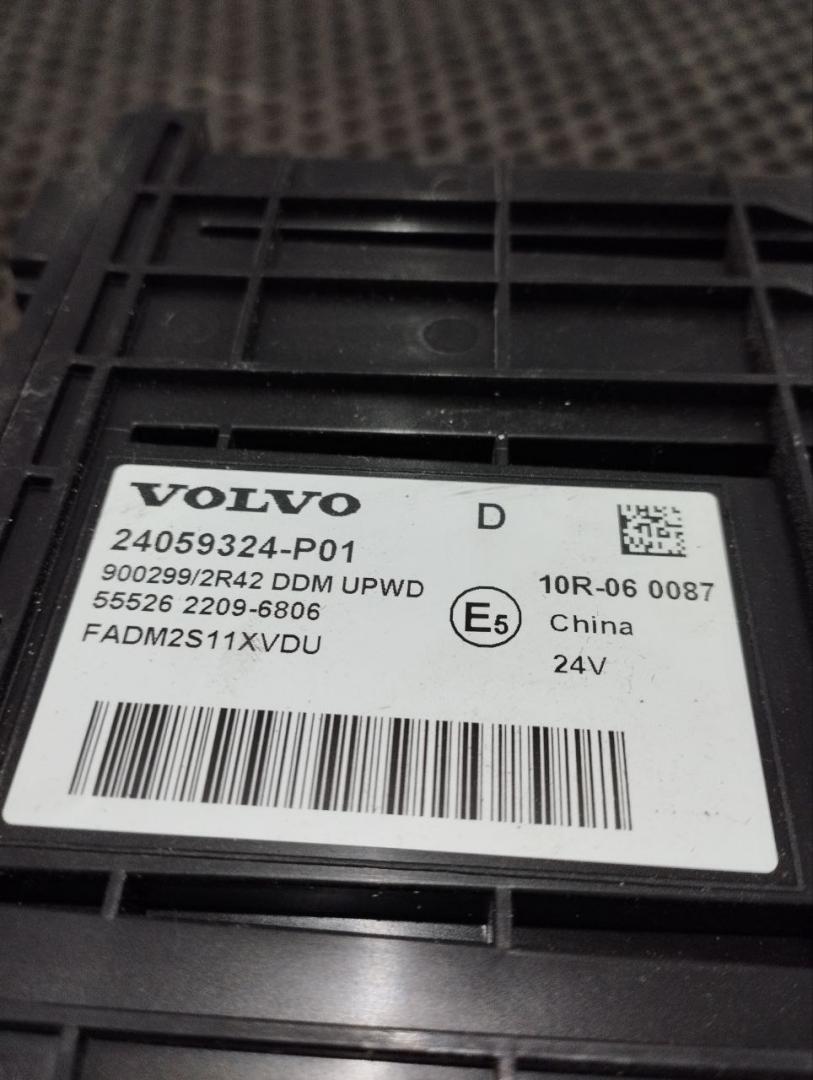 VOLVO
D
24059324-P01
900299/2R42 DDM UPWD
55526 2209-6806
FADM2S11XVDU
E5
10R-06 0087
China
24V